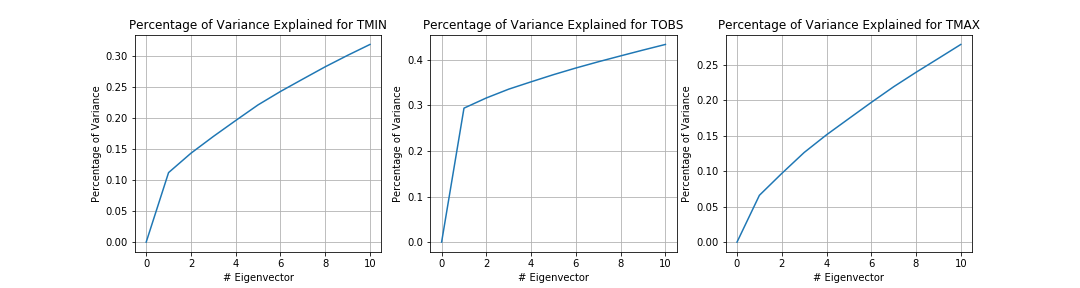 Percentage of Variance Explained for TMIN
0.30
0.25
0.20
0.15
0.10
0.05
0.00
Percentage of Variance
0 2 4 6 8 10
# Eigenvector
Percentage of Variance Explained for TOBS
0.4
0.3
0.2
0.1
0.0
Percentage of Variance
0 2 4 6 8 10
# Eigenvector
Percentage of Variance Explained for TMAX
0.25
0.20
0.15
0.10
0.05
0.00
Percentage of Variance
0 2 4 6 8 10
# Eigenvector